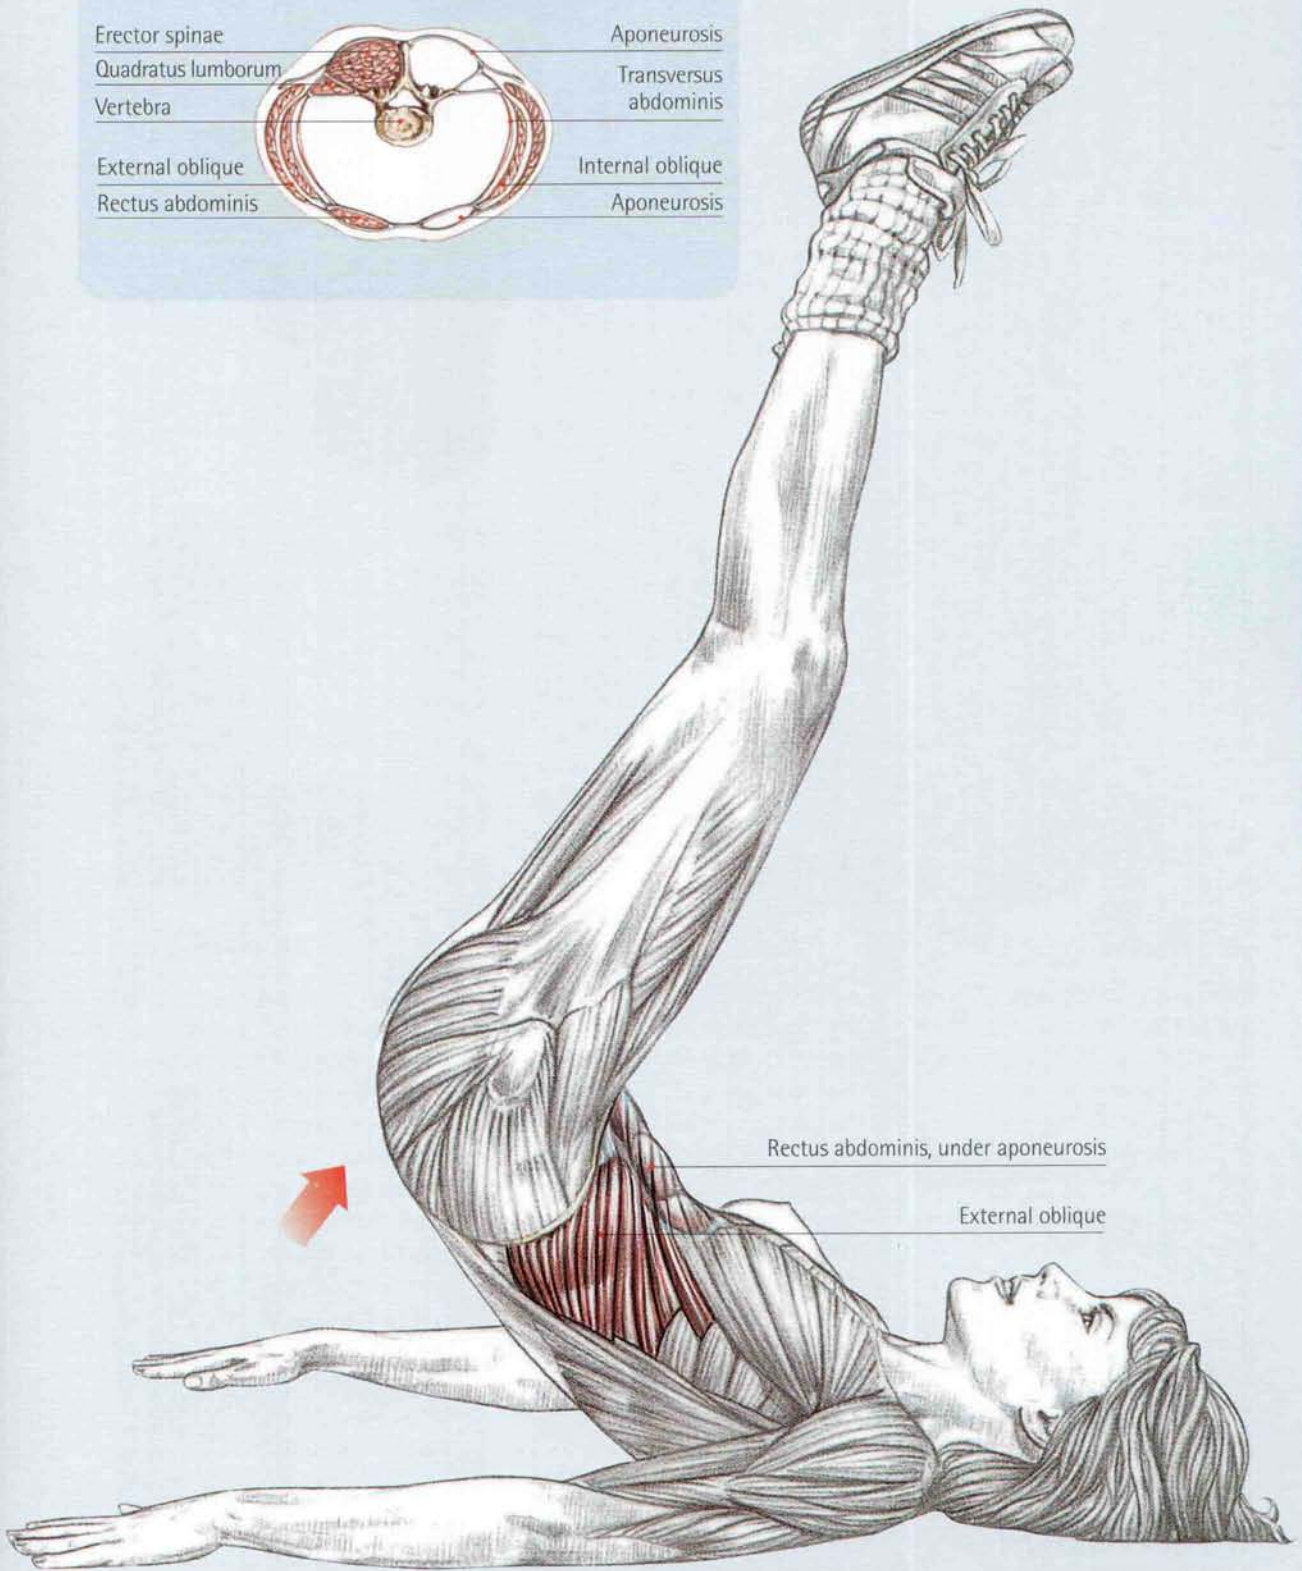 Erector spinae
Aponeurosis
Quadratus lumborum
Transversus
abdominis
Vertebra
External oblique
Internal oblique
Rectus abdominis
Aponeurosis
Rectus abdominis, under aponeurosis
External oblique